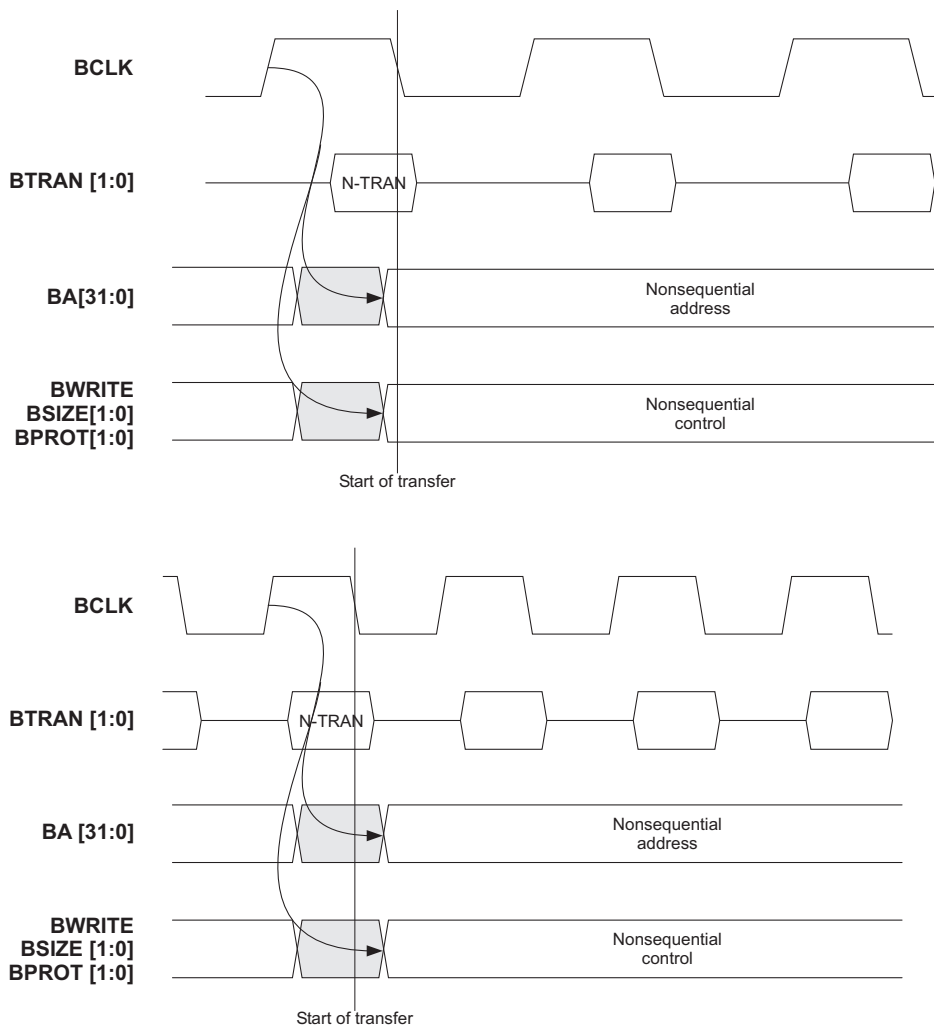 BCLK
BTRAN [1:0]
N-TRAN
BA[31:0]
Nonsequential
address
BWRITE
BSIZE[1:0]
BPROT[1:0]
Nonsequential
control
Start of transfer
BCLK
BTRAN [1:0]
N-TRAN
BA [31:0]
Nonsequential
address
BWRITE
BSIZE [1:0]
BPROT [1:0]
Nonsequential
control
Start of transfer